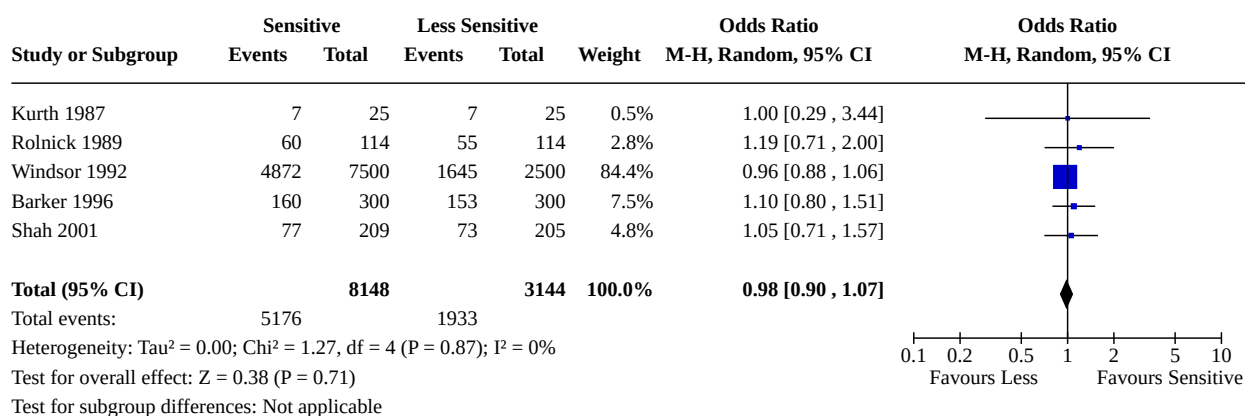 Sensitive Less Sensitive Odds Ratio Odds Ratio
Study or Subgroup Events Total Events Total Weight M-H, Random, 95% CI M-H, Random, 95% CI
Kurth 1987 7 25 7 25 0.5% 1.00 [0.29 , 3.44]
Rolnick 1989 60 114 55 114 2.8% 1.19 [0.71 , 2.00]
Windsor 1992 4872 7500 1645 2500 84.4% 0.96 [0.88 , 1.06]
Barker 1996 160 300 153 300 7.5% 1.10 [0.80 , 1.51]
Shah 2001 77 209 73 205 4.8% 1.05 [0.71 , 1.57]
Total (95% CI) 8148 3144 100.0% 0.98 [0.90 , 1.07]
Total events: 5176 1933
Heterogeneity: Tau² = 0.00; Chi² = 1.27, df = 4 (P = 0.87); I² = 0%
0.1 0.2 0.5 1 2 5 10
Test for overall effect: Z = 0.38 (P = 0.71)
Favours Less Favours Sensitive
Test for subgroup differences: Not applicable